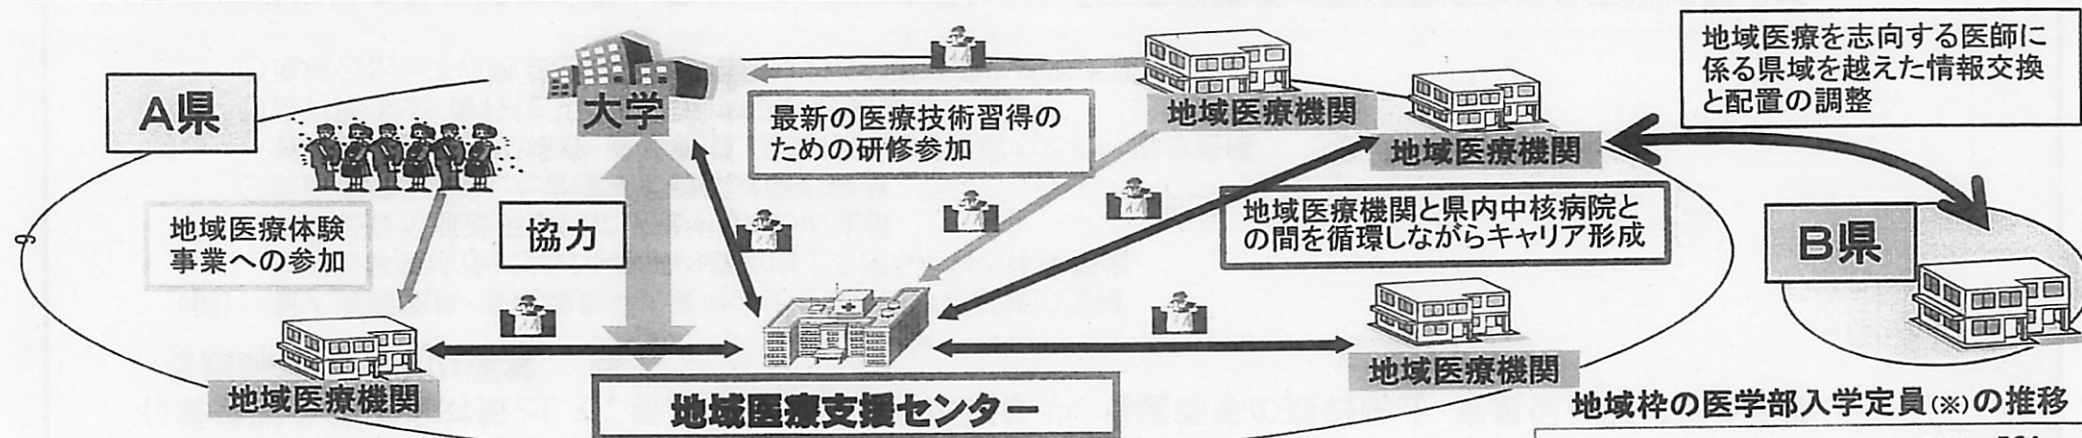 A県
大学
最新の医療技術習得の
ための研修参加
地域医療機関
地域医療機関
地域医療を志向する医師に
係る県域を越えた情報交換
と配置の調整
地域医療体験
事業への参加
協力
地域医療機関と県内中核病院と
の間を循環しながらキャリア形成
B県
地域医療機関
地域医療支援センター
地域医療機関
地域枠の医学部入学定員(※)の推移